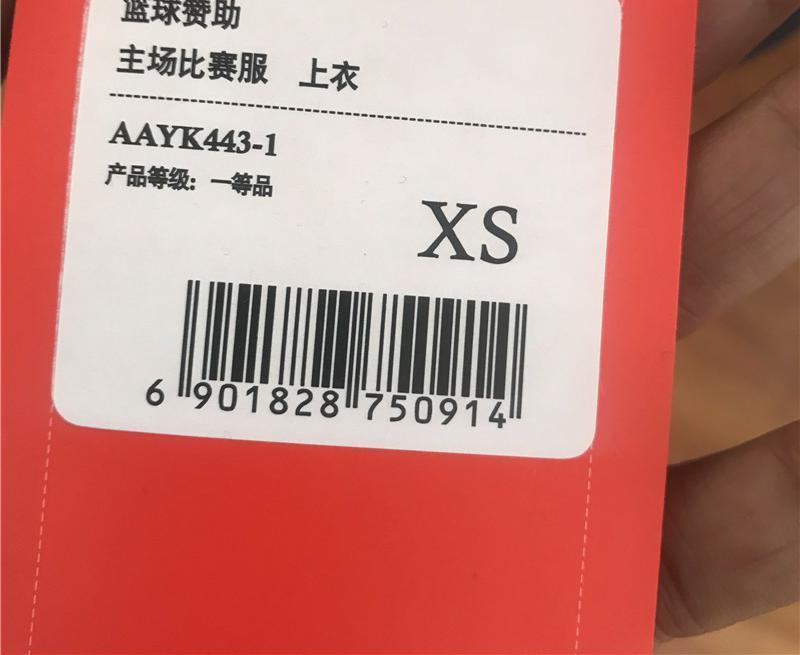 篮球赞助
主场比赛服 上衣
AAYK443-1
产品等级: 一等品
XS
6 901828 750914